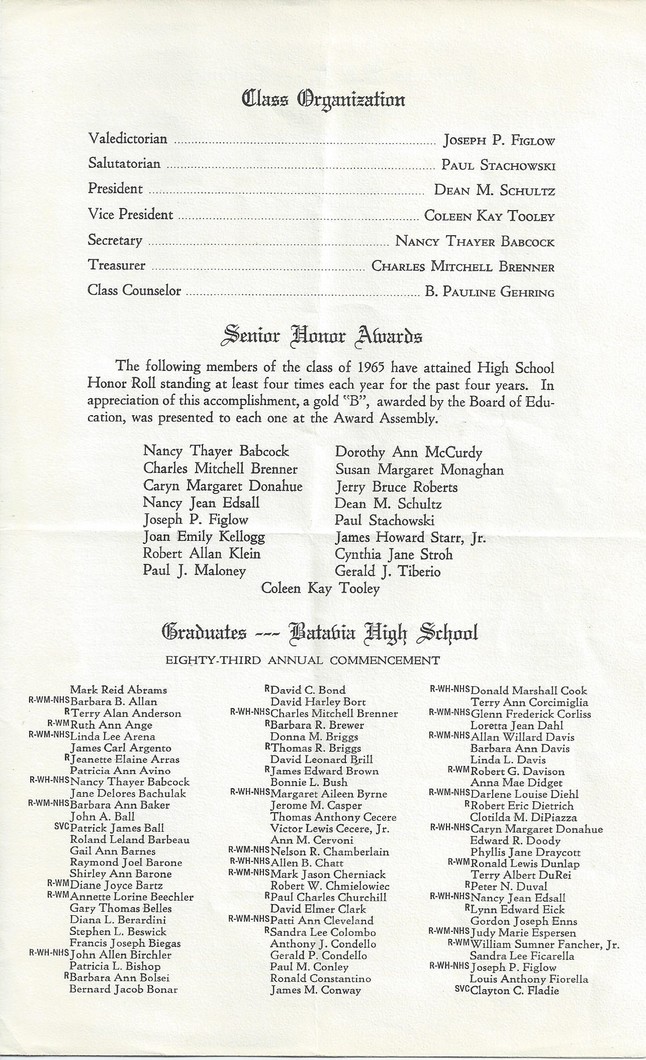 Class Organization
Valedictorian ........ JOSEPH P. FIGLOW
Salutatorian ........ PAUL STACHOWSKI
President ........ DEAN M. SCHULTZ
Vice President ........ COLEEN KAY TOOLEY
Secretary ........ NANCY THAYER BABCOCK
Treasurer ........ CHARLES MITCHELL BRENNER
Class Counselor ........ B. PAULINE GEHRING
Senior Honor Awards
The following members of the class of 1965 have attained High School
Honor Roll standing at least four times each year for the past four years. In
appreciation of this accomplishment, a gold "B", awarded by the Board of Edu-
cation, was presented to each one at the Award Assembly.
Nancy Thayer Babcock
Charles Mitchell Brenner
Caryn Margaret Donahue
Nancy Jean Edsall
Joseph P. Figlow
Joan Emily Kellogg
Robert Allan Klein
Paul J. Maloney
Dorothy Ann McCurdy
Susan Margaret Monaghan
Jerry Bruce Roberts
Dean M. Schultz
Paul Stachowski
James Howard Starr, Jr.
Cynthia Jane Stroh
Gerald J. Tiberio
Coleen Kay Tooley
Graduates --- Batavia High School
EIGHTY-THIRD ANNUAL COMMENCEMENT
Mark Reid Abrams
R-WM-NHS Barbara B. Allan
R Terry Alan Anderson
R-WM Ruth Ann Ange
R-WM-NHS Linda Lee Arena
James Carl Argento
R Jeanette Elaine Arras
Patricia Ann Avino
R-WH-NHS Nancy Thayer Babcock
Jane Delores Bachulak
R-WM-NHS Barbara Ann Baker
John A. Ball
SVC Patrick James Ball
Roland Leland Barbeau
Gail Ann Barnes
Raymond Joel Barone
Shirley Ann Barone
R-WM Diane Joyce Bartz
R-WM Annette Lorine Beechler
Gary Thomas Belles
Diana L. Berardini
Stephen L. Beswick
Francis Joseph Biegas
R-WH-NHS John Allen Birchler
Patricia L. Bishop
R Barbara Ann Bolsei
Bernard Jacob Bonar
R David C. Bond
David Harley Bort
R-WH-NHS Charles Mitchell Brenner
R Barbara R. Brewer
Donna M. Briggs
R Thomas R. Briggs
David Leonard Brill
R James Edward Brown
Bonnie L. Bush
R-WH-NHS Margaret Aileen Byrne
Jerome M. Casper
Thomas Anthony Cecere
Victor Lewis Cecere, Jr.
Ann M. Cervoni
R-WM-NHS Nelson R. Chamberlain
R-WH-NHS Allen B. Chatt
R-WM-NHS Mark Jason Cherniack
Robert W. Chmielowiec
R Paul Charles Churchill
David Elmer Clark
R-WM-NHS Patti Ann Cleveland
R Sandra Lee Colombo
Anthony J. Condello
Gerald P. Condello
Paul M. Conley
Ronald Constantino
James M. Conway
R-WH-NHS Donald Marshall Cook
Terry Ann Corcimiglia
R-WM-NHS Glenn Frederick Corliss
Loretta Jean Dahl
R-WM-NHS Allan Willard Davis
Barbara Ann Davis
Linda L. Davis
R-WM Robert G. Davison
Anna Mae Didget
R-WM-NHS Darlene Louise Diehl
R Robert Eric Dietrich
Clotilda M. DiPiazza
R-WH-NHS Caryn Margaret Donahue
Edward R. Doody
Phyllis Jane Draycott
R-WM Ronald Lewis Dunlap
Terry Albert DuRei
R Peter N. Duval
R-WH-NHS Nancy Jean Edsall
R Lynn Edward Eick
Gordon Joseph Enns
R-WM-NHS Judy Marie Espersen
R-WM William Sumner Fancher, Jr.
Sandra Lee Ficarella
R-WH-NHS Joseph P. Figlow
Louis Anthony Fiorella
SVC Clayton C. Fladie